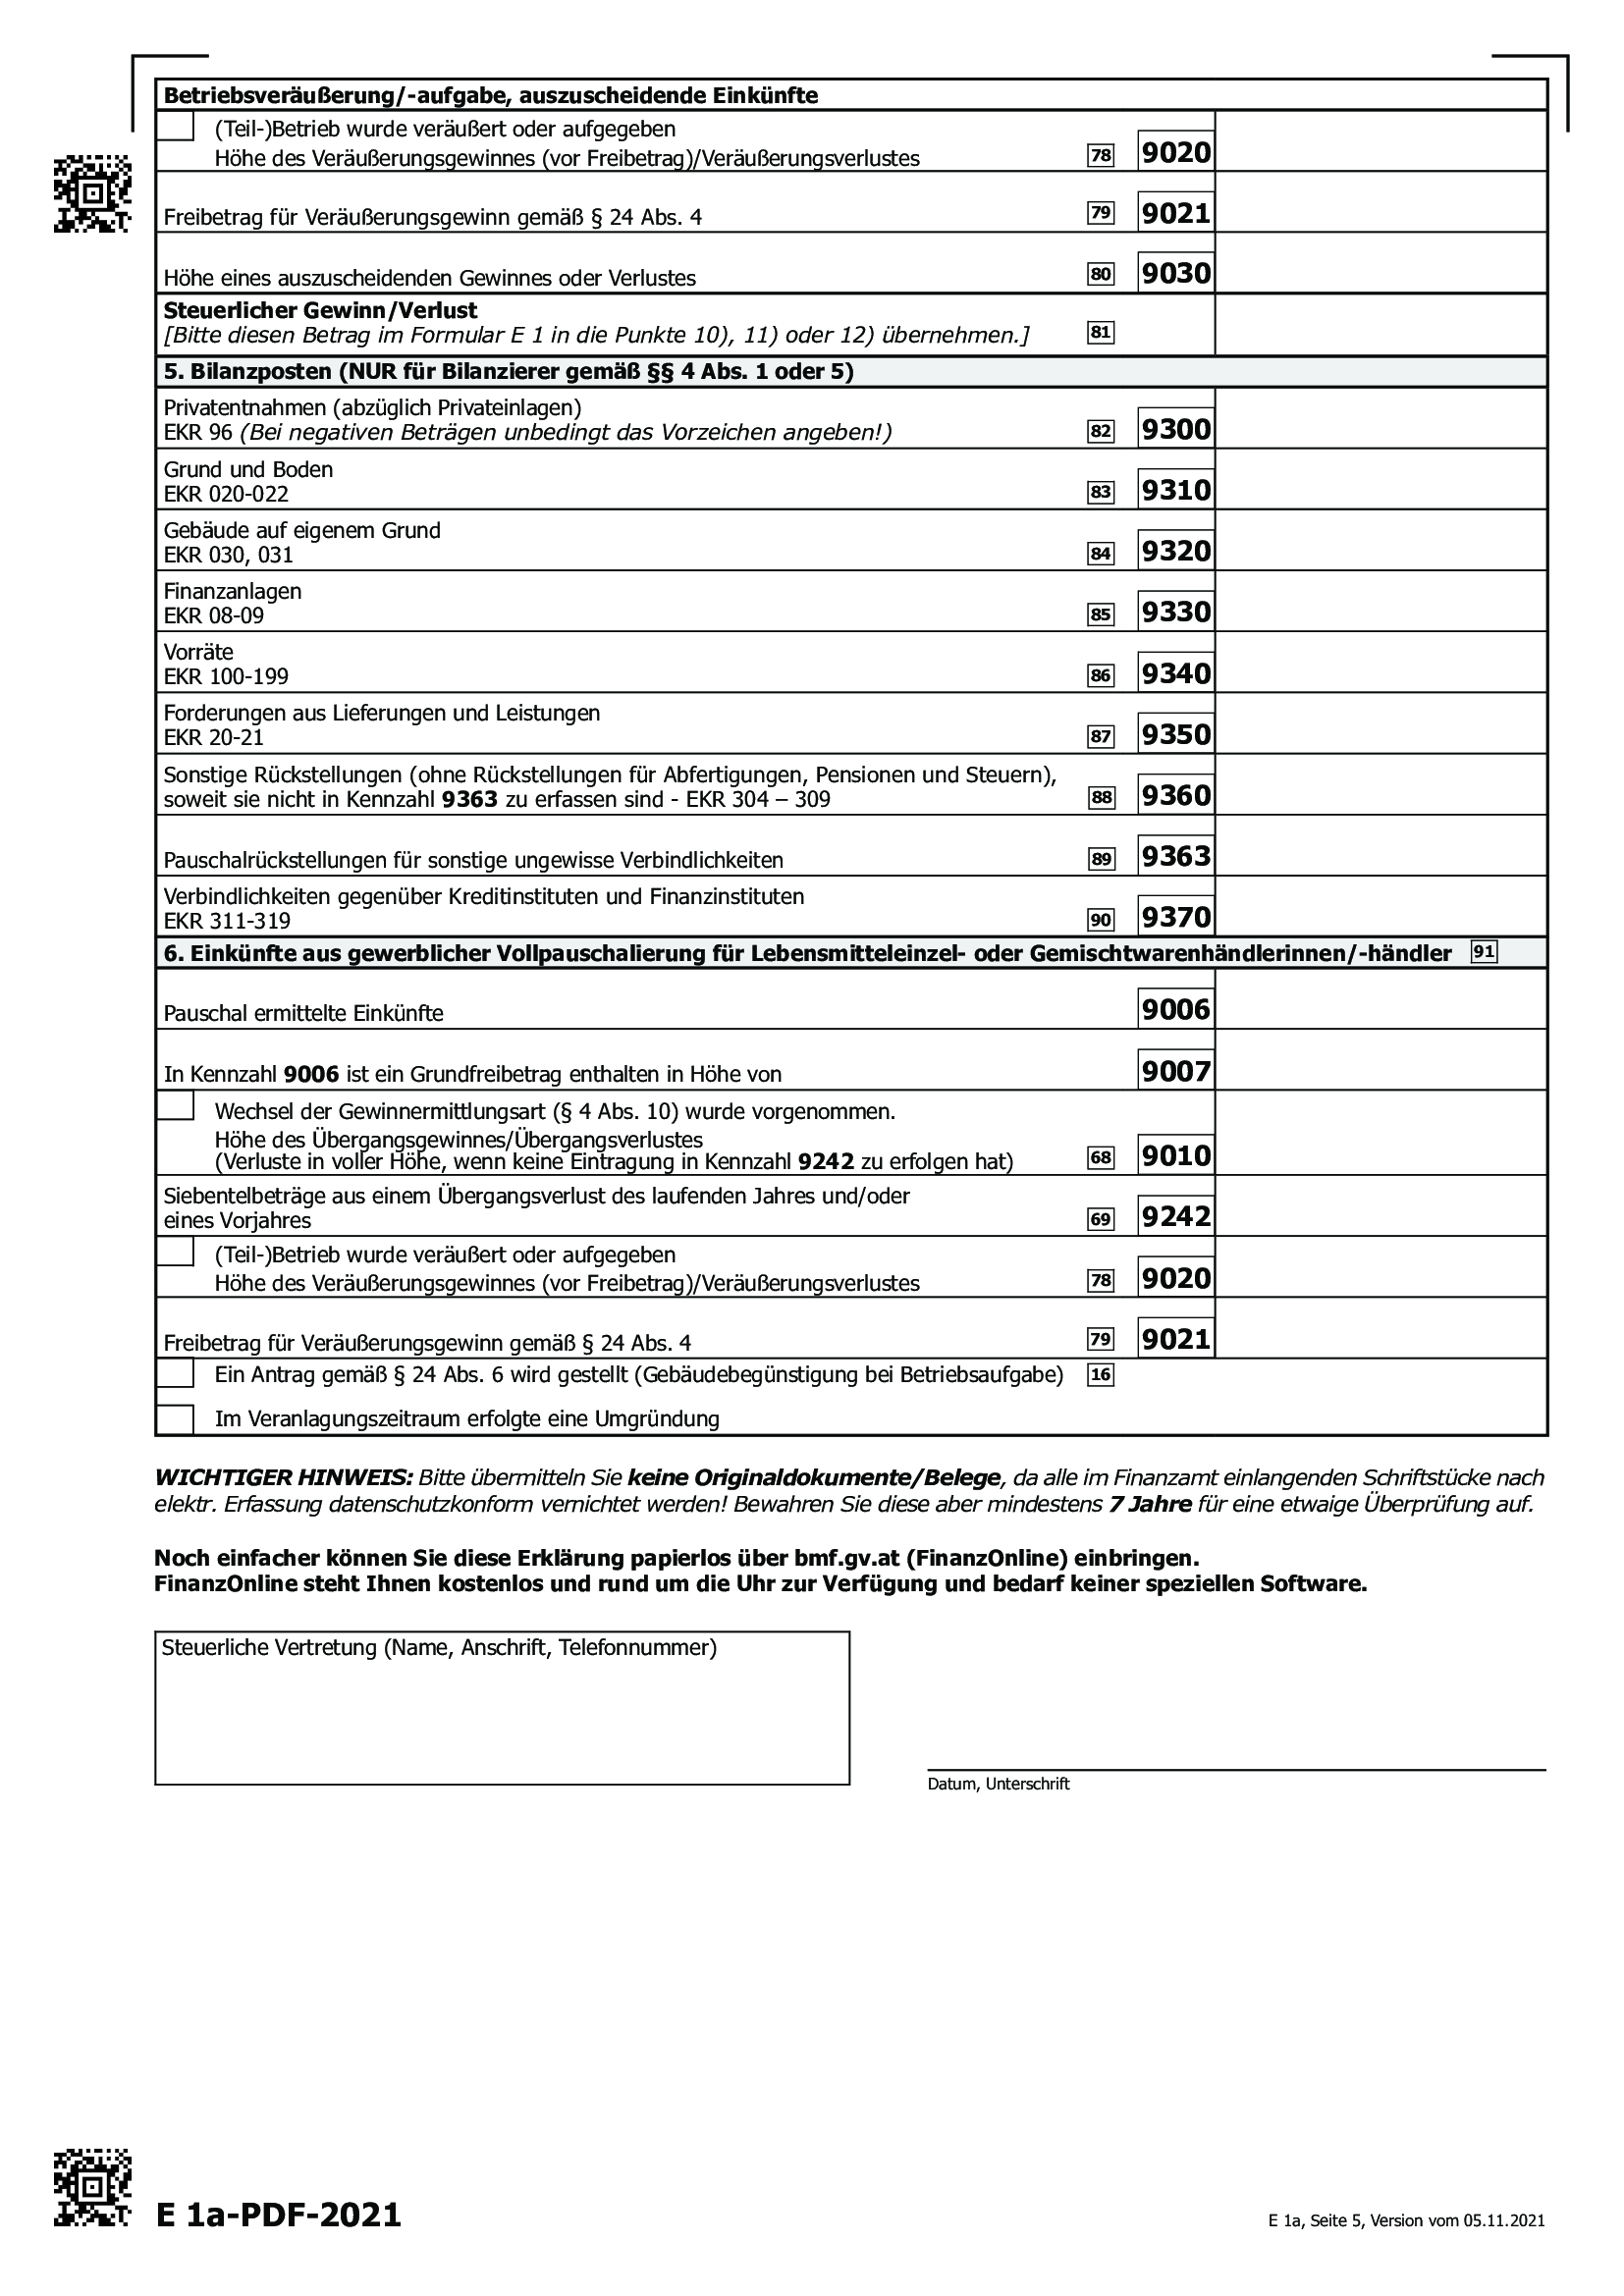 Betriebsveräußerung/-aufgabe, auszuscheidende Einkünfte
(Teil-)Betrieb wurde veräußert oder aufgegeben
Höhe des Veräußerungsgewinnes (vor Freibetrag)/Veräußerungsverlustes 78 9020
Freibetrag für Veräußerungsgewinn gemäß § 24 Abs. 4 79 9021
Höhe eines auszuscheidenden Gewinnes oder Verlustes 80 9030
Steuerlicher Gewinn/Verlust
[Bitte diesen Betrag im Formular E 1 in die Punkte 10), 11) oder 12) übernehmen.] 81
5. Bilanzposten (NUR für Bilanzierer gemäß §§ 4 Abs. 1 oder 5)
Privatentnahmen (abzüglich Privateinlagen)
EKR 96 (Bei negativen Beträgen unbedingt das Vorzeichen angeben!) 82 9300
Grund und Boden
EKR 020-022 83 9310
Gebäude auf eigenem Grund
EKR 030, 031 84 9320
Finanzanlagen
EKR 08-09 85 9330
Vorräte
EKR 100-199 86 9340
Forderungen aus Lieferungen und Leistungen
EKR 20-21 87 9350
Sonstige Rückstellungen (ohne Rückstellungen für Abfertigungen, Pensionen und Steuern),
soweit sie nicht in Kennzahl 9363 zu erfassen sind - EKR 304 – 309 88 9360
Pauschalrückstellungen für sonstige ungewisse Verbindlichkeiten 89 9363
Verbindlichkeiten gegenüber Kreditinstituten und Finanzinstituten
EKR 311-319 90 9370
6. Einkünfte aus gewerblicher Vollpauschalierung für Lebensmitteleinzel- oder Gemischtwarenhändlerinnen/-händler 91
Pauschal ermittelte Einkünfte 9006
In Kennzahl 9006 ist ein Grundfreibetrag enthalten in Höhe von 9007
Wechsel der Gewinnermittlungsart (§ 4 Abs. 10) wurde vorgenommen.
Höhe des Übergangsgewinnes/Übergangsverlustes
(Verluste in voller Höhe, wenn keine Eintragung in Kennzahl 9242 zu erfolgen hat) 68 9010
Siebentelbeträge aus einem Übergangsverlust des laufenden Jahres und/oder
eines Vorjahres 69 9242
(Teil-)Betrieb wurde veräußert oder aufgegeben
Höhe des Veräußerungsgewinnes (vor Freibetrag)/Veräußerungsverlustes 78 9020
Freibetrag für Veräußerungsgewinn gemäß § 24 Abs. 4 79 9021
Ein Antrag gemäß § 24 Abs. 6 wird gestellt (Gebäudebegünstigung bei Betriebsaufgabe) 16
Im Veranlagungszeitraum erfolgte eine Umgründung
WICHTIGER HINWEIS: Bitte übermitteln Sie keine Originaldokumente/Belege, da alle im Finanzamt einlangenden Schriftstücke nach
elektr. Erfassung datenschutzkonform vernichtet werden! Bewahren Sie diese aber mindestens 7 Jahre für eine etwaige Überprüfung auf.
Noch einfacher können Sie diese Erklärung papierlos über bmf.gv.at (FinanzOnline) einbringen.
FinanzOnline steht Ihnen kostenlos und rund um die Uhr zur Verfügung und bedarf keiner speziellen Software.
Steuerliche Vertretung (Name, Anschrift, Telefonnummer)
Datum, Unterschrift
E 1a-PDF-2021
E 1a, Seite 5, Version vom 05.11.2021